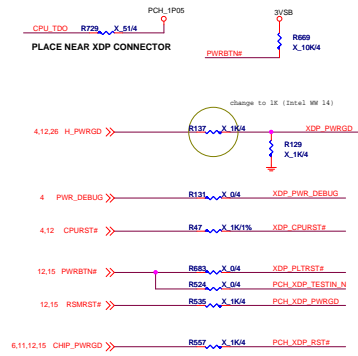 PCH_1P05
3VSB
CPU_TDO R729 X_51/4
R669
X_10K/4
PLACE NEAR XDP CONNECTOR
PWRBTN#
change to 1K (Intel WW 14)
4,12,26 H_PWRGD R137 X_1K/4 XDP_PWRGD
R129
X_1K/4
4 PWR_DEBUG R131 X_0/4 XDP_PWR_DEBUG
4,12 CPURST# R47 X_1K/1% XDP_CPURST#
12,15 PWRBTN# R683 X_0/4 XDP_PLTRST#
R524 X_0/4 PCH_XDP_TESTIN_N
12,15 RSMRST# R535 X_1K/4 PCH_XDP_PWRGD
6,11,12,15 CHIP_PWRGD R557 X_1K/4 PCH_XDP_RST#